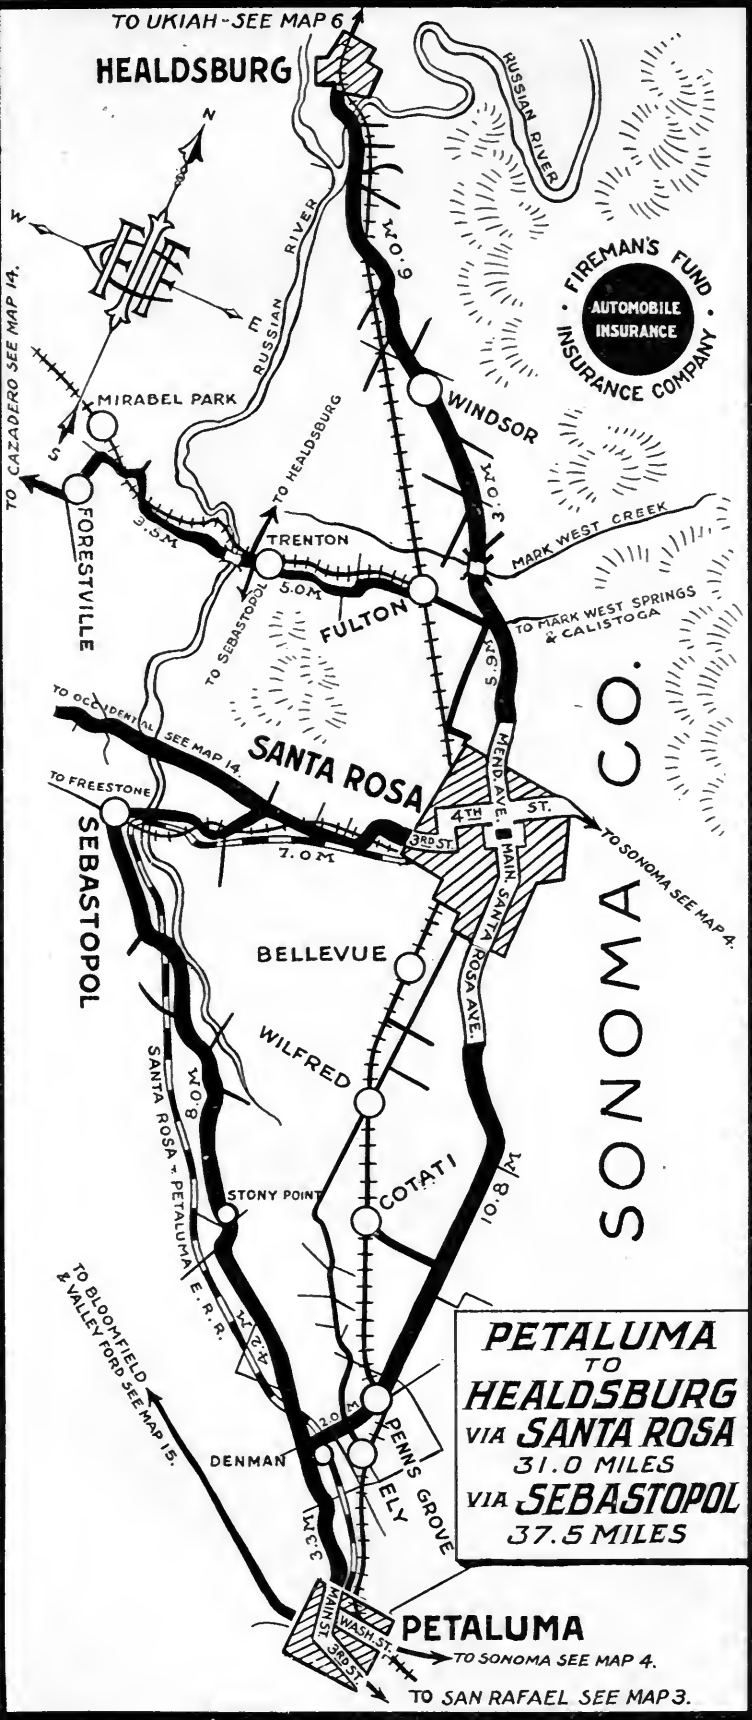 TO UKIAH-SEE MAP 6
HEALDSBURG
RUSSIAN RIVER
N
W
E
S
RUSSIAN RIVER
6.0M
FIREMAN'S FUND
AUTOMOBILE
INSURANCE
INSURANCE COMPANY
TO CAZADERO SEE MAP 14.
MIRABEL PARK
WINDSOR
TO HEALDSBURG
3.0M
FORESTVILLE
3.5M
TRENTON
MARK WEST CREEK
5.0M
FULTON
TO SEBASTOPOL
TO MARK WEST SPRINGS
& CALISTOGA
5.9M
SONOMA CO.
TO OCCIDENTAL SEE MAP 14.
SANTA ROSA
MEND. AVE.
TO FREESTONE
4TH ST.
3RD ST.
MAIN.
7.0M
TO SONOMA SEE MAP 4.
SEBASTOPOL
SANTA ROSA AVE.
BELLEVUE
WILFRED
8.0M
SANTA ROSA & PETALUMA E.R.R.
COTATI
10.8 M
STONY POINT
4.2M
TO BLOOMFIELD
& VALLEY FORD SEE MAP 15.
2.0 M
PENNS GROVE
DENMAN
ELY
3.3M
PETALUMA
TO
HEALDSBURG
VIA SANTA ROSA
31.0 MILES
VIA SEBASTOPOL
37.5 MILES
MAIN ST.
WASH. ST.
3RD ST.
PETALUMA
TO SONOMA SEE MAP 4.
TO SAN RAFAEL SEE MAP 3.